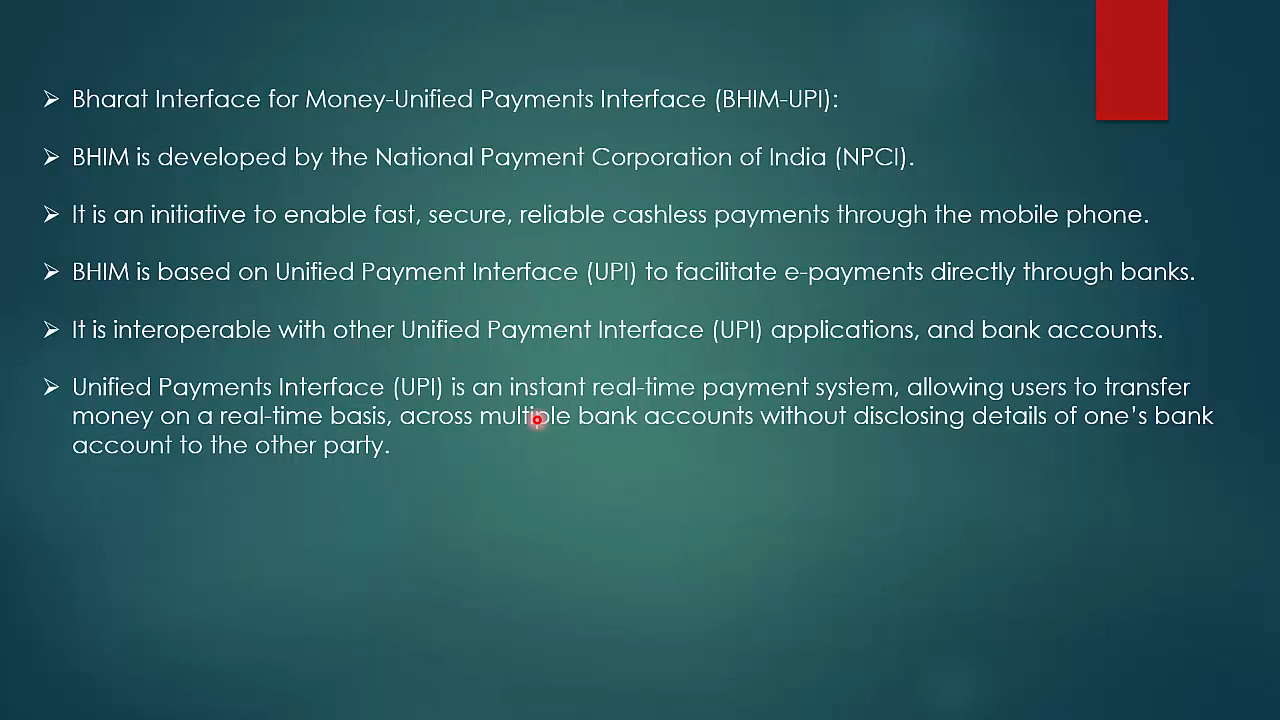 Bharat Interface for Money-Unified Payments Interface (BHIM-UPI):
BHIM is developed by the National Payment Corporation of India (NPCI).
It is an initiative to enable fast, secure, reliable cashless payments through the mobile phone.
BHIM is based on Unified Payment Interface (UPI) to facilitate e-payments directly through banks.
It is interoperable with other Unified Payment Interface (UPI) applications, and bank accounts.
Unified Payments Interface (UPI) is an instant real-time payment system, allowing users to transfer
money on a real-time basis, across multiple bank accounts without disclosing details of one’s bank
account to the other party.